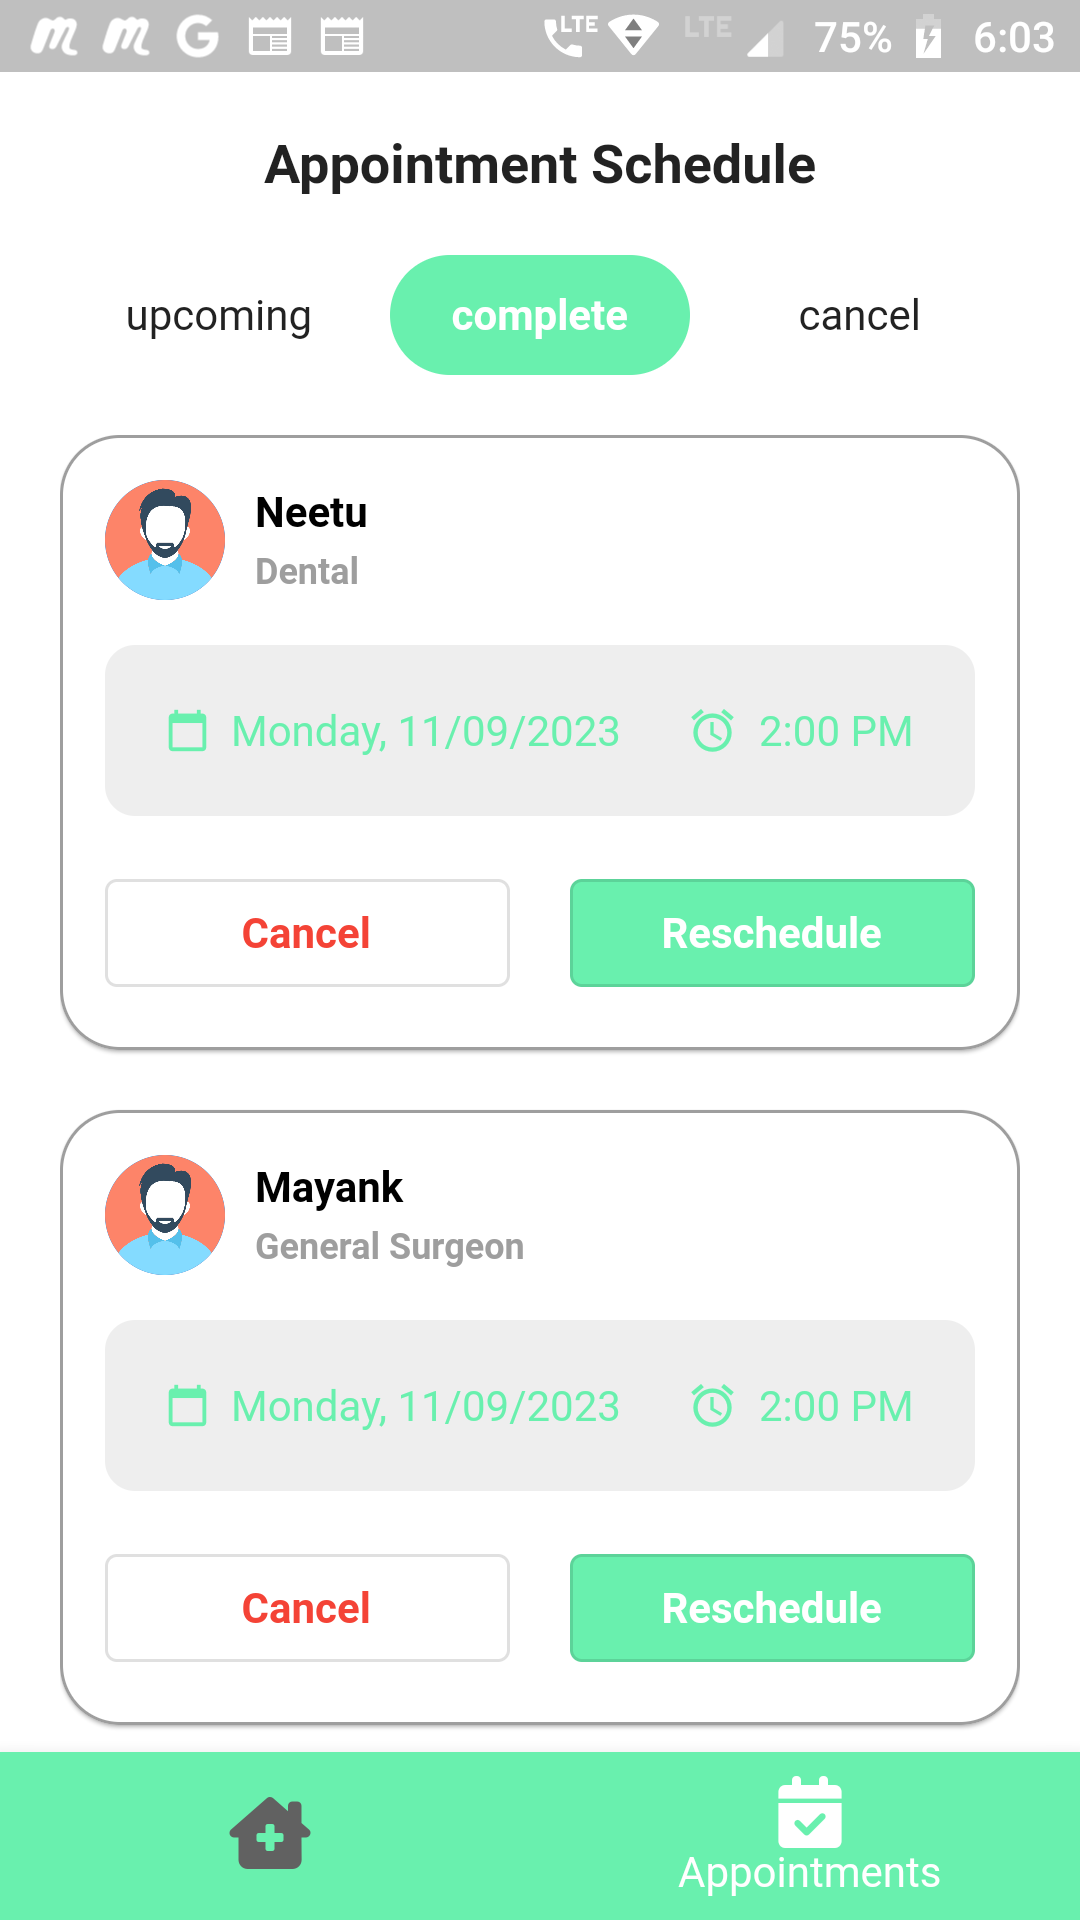 LTE LTE 75% 6:03
Appointment Schedule
upcoming complete cancel
Neetu
Dental
Monday, 11/09/2023 2:00 PM
Cancel Reschedule
Mayank
General Surgeon
Monday, 11/09/2023 2:00 PM
Cancel Reschedule
Appointments